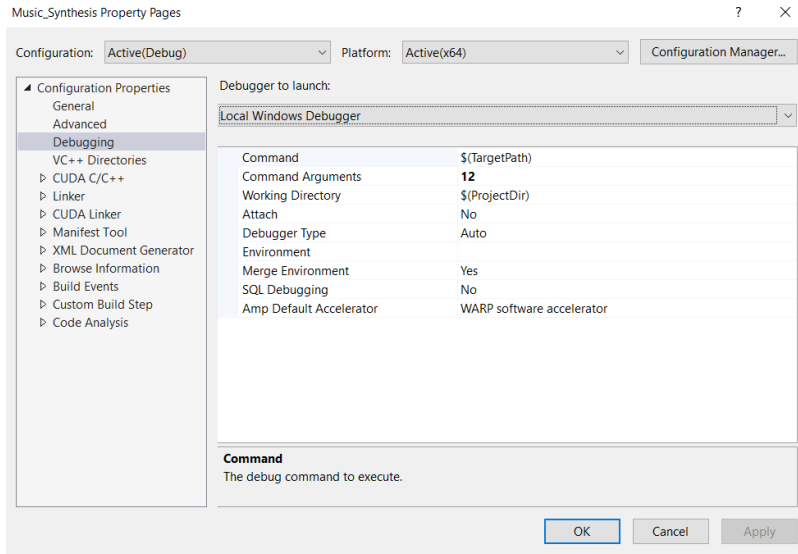 Music_Synthesis Property Pages ? ×
Configuration: Active(Debug) Platform: Active(x64) Configuration Manager...
Configuration Properties
General
Advanced
Debugging
VC++ Directories
CUDA C/C++
Linker
CUDA Linker
Manifest Tool
XML Document Generator
Browse Information
Build Events
Custom Build Step
Code Analysis
Debugger to launch:
Local Windows Debugger
Command $(TargetPath)
Command Arguments 12
Working Directory $(ProjectDir)
Attach No
Debugger Type Auto
Environment
Merge Environment Yes
SQL Debugging No
Amp Default Accelerator WARP software accelerator
Command
The debug command to execute.
OK Cancel Apply